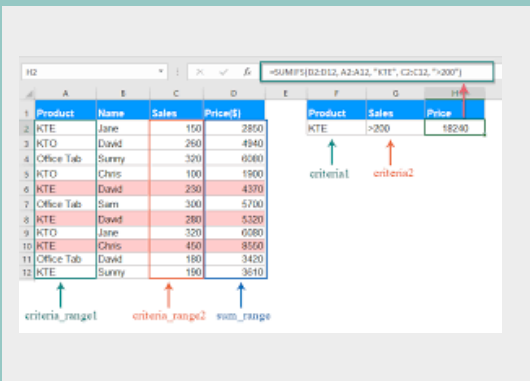 H2 fx =SUMIFS(D2:D12, A2:A12, "KTE", C2:C12, ">200")
A B C D E F G H
1 Product Name Sales Price($) Product Sales Price
2 KTE Jane 150 2850 KTE >200 18240
3 KTO David 260 4940
4 Office Tab Sunny 320 6080
5 KTO Chris 100 1900
6 KTE David 230 4370
7 Office Tab Sam 300 5700
8 KTE David 280 5320
9 KTO Jane 320 6080
10 KTE Chris 450 8550
11 Office Tab David 180 3420
12 KTE Sunny 190 3610
criteria1 criteria2
criteria_range1 criteria_range2 sum_range